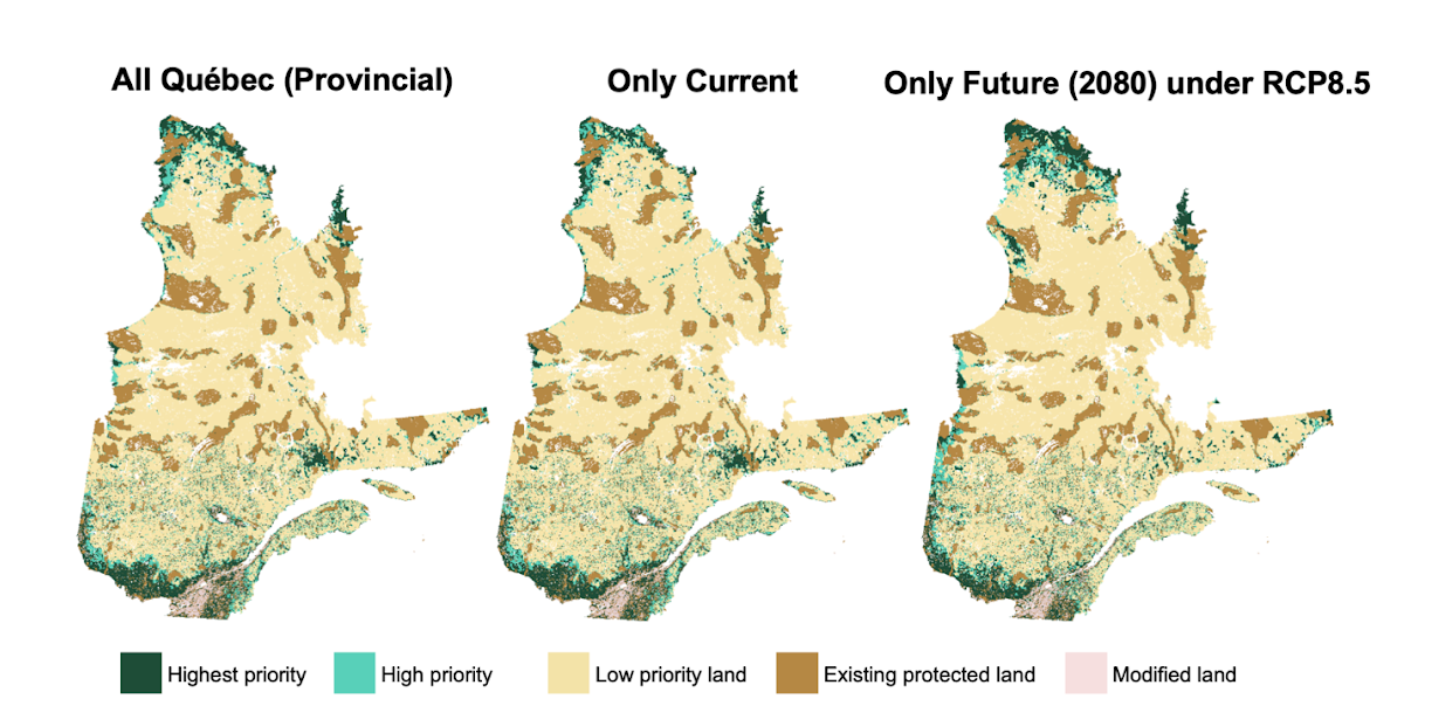 All Québec (Provincial)
Only Current
Only Future (2080) under RCP8.5
Highest priority
High priority
Low priority land
Existing protected land
Modified land